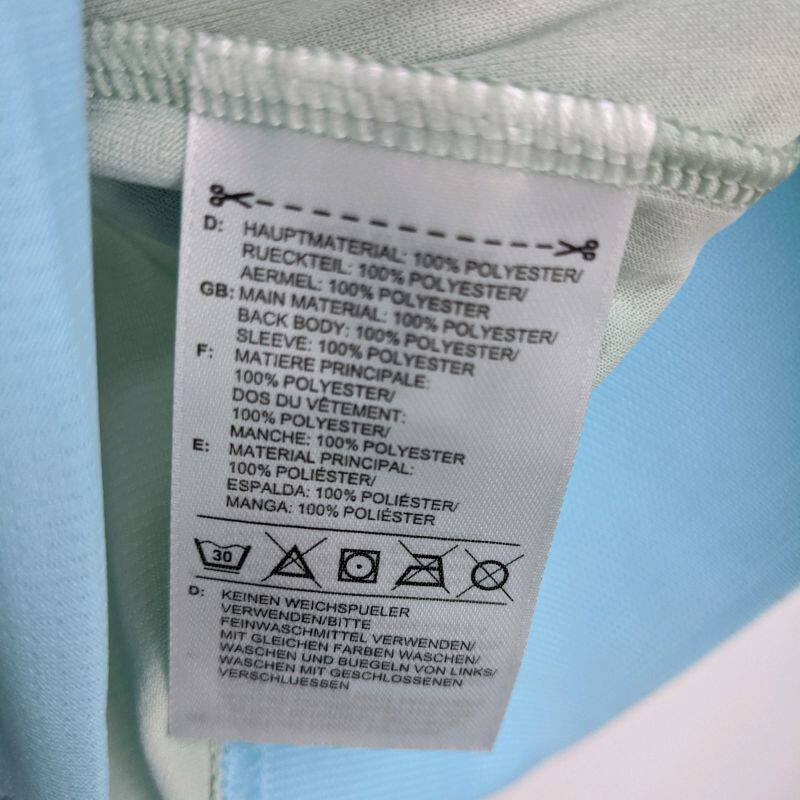 D: HAUPTMATERIAL: 100% POLYESTER/
RUECKTEIL: 100% POLYESTER/
AERMEL: 100% POLYESTER
GB: MAIN MATERIAL: 100% POLYESTER/
BACK BODY: 100% POLYESTER/
SLEEVE: 100% POLYESTER
F: MATIERE PRINCIPALE:
100% POLYESTER/
DOS DU VÊTEMENT:
100% POLYESTER/
MANCHE: 100% POLYESTER
E: MATERIAL PRINCIPAL:
100% POLIÉSTER/
ESPALDA: 100% POLIÉSTER/
MANGA: 100% POLIÉSTER
30
D: KEINEN WEICHSPUELER
VERWENDEN/BITTE
FEINWASCHMITTEL VERWENDEN/
MIT GLEICHEN FARBEN WASCHEN/
WASCHEN UND BUEGELN VON LINKS/
WASCHEN MIT GESCHLOSSENEN
VERSCHLUESSEN